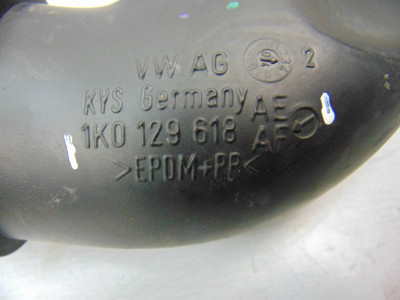 VW AG 2
KYS Germany AE
1K0 129 618 AF
>EPDM+PP<